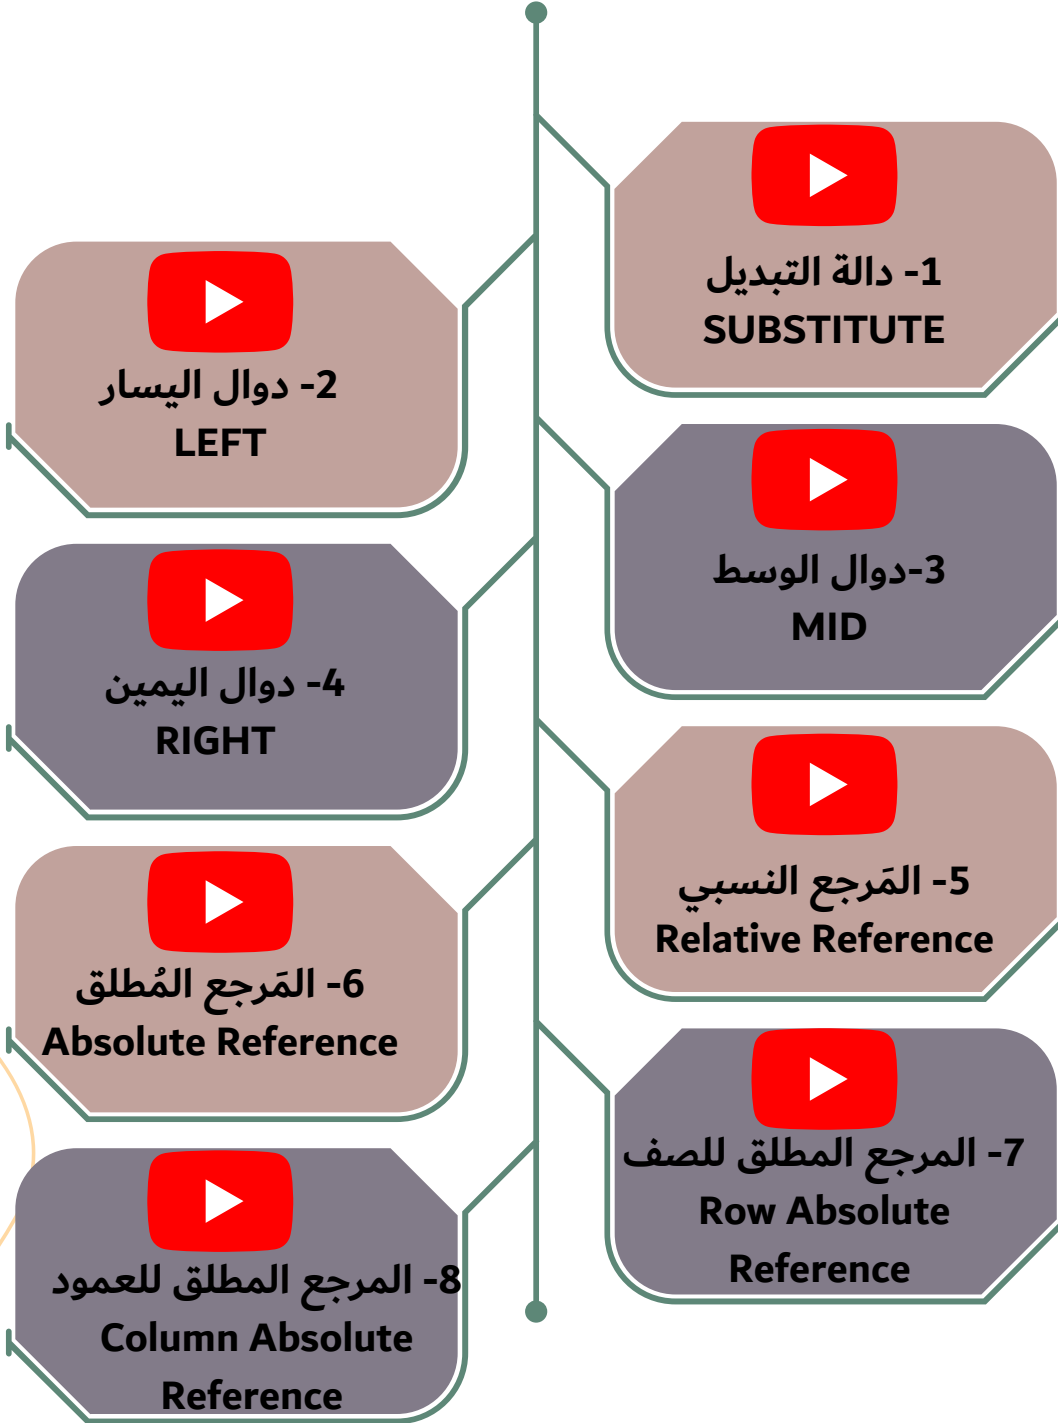 1- دالة التبديل
SUBSTITUTE
2- دوال اليسار
LEFT
3-دوال الوسط
MID
4- دوال اليمين
RIGHT
5- المَرجع النسبي
Relative Reference
6- المَرجع المُطلق
Absolute Reference
7- المرجع المطلق للصف
Row Absolute
Reference
8- المرجع المطلق للعمود
Column Absolute
Reference